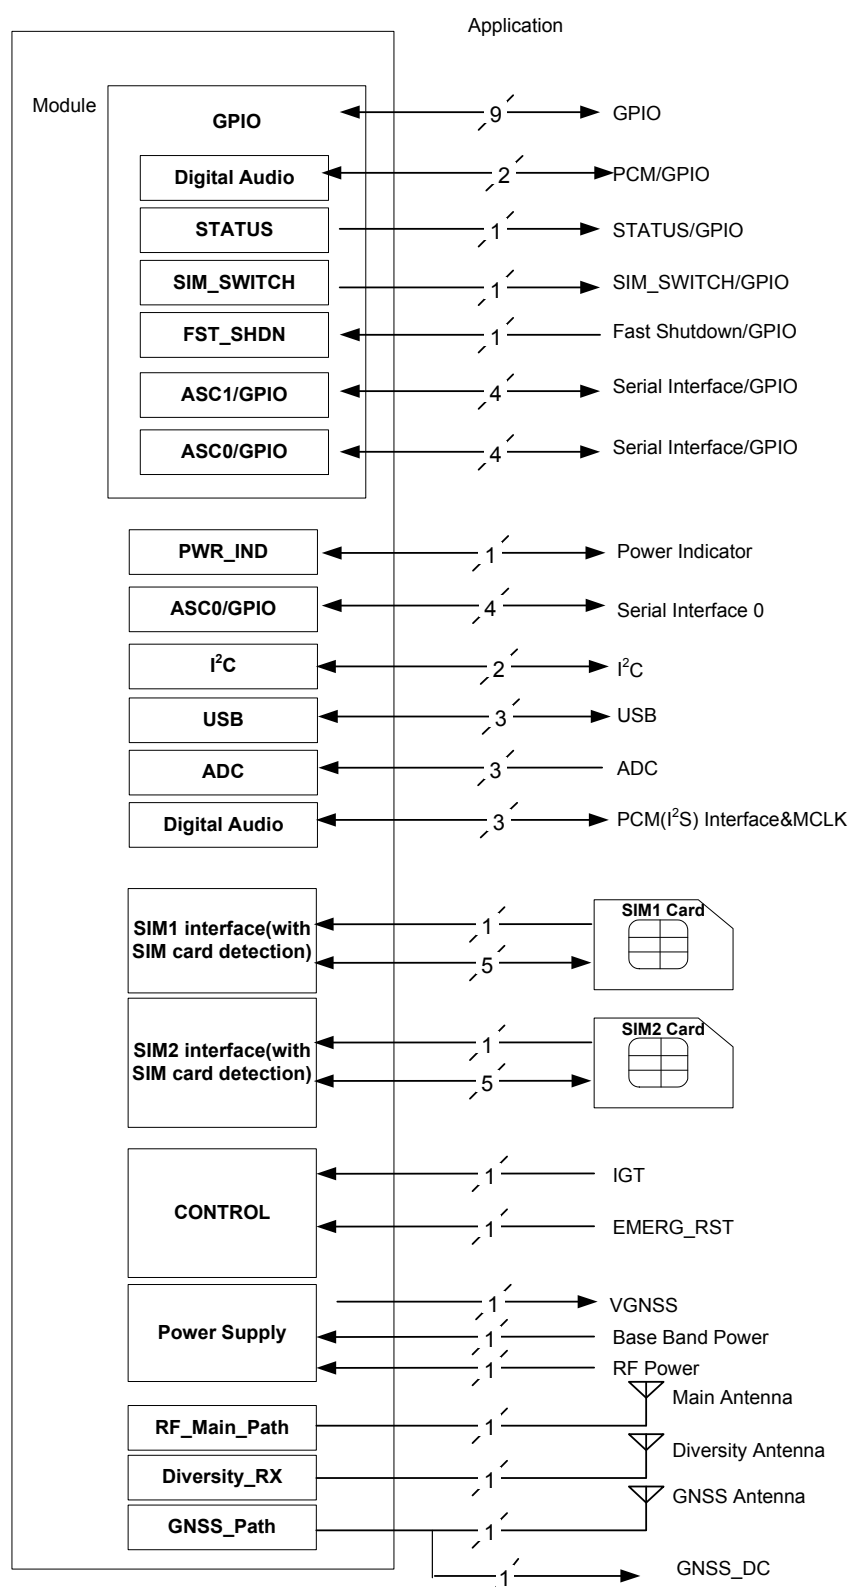 Application
Module
GPIO
9
GPIO
Digital Audio
2
PCM/GPIO
STATUS
1
STATUS/GPIO
SIM_SWITCH
1
SIM_SWITCH/GPIO
FST_SHDN
1
Fast Shutdown/GPIO
ASC1/GPIO
4
Serial Interface/GPIO
ASC0/GPIO
4
Serial Interface/GPIO
PWR_IND
1
Power Indicator
ASC0/GPIO
4
Serial Interface 0
I²C
2
I²C
USB
3
USB
ADC
3
ADC
Digital Audio
3
PCM(I²S) Interface&MCLK
SIM1 interface(with
SIM card detection)
1
5
SIM1 Card
SIM2 interface(with
SIM card detection)
1
5
SIM2 Card
CONTROL
1
IGT
1
EMERG_RST
Power Supply
1
VGNSS
1
Base Band Power
1
RF Power
RF_Main_Path
1
Main Antenna
Diversity_RX
1
Diversity Antenna
GNSS_Path
1
GNSS Antenna
1
GNSS_DC